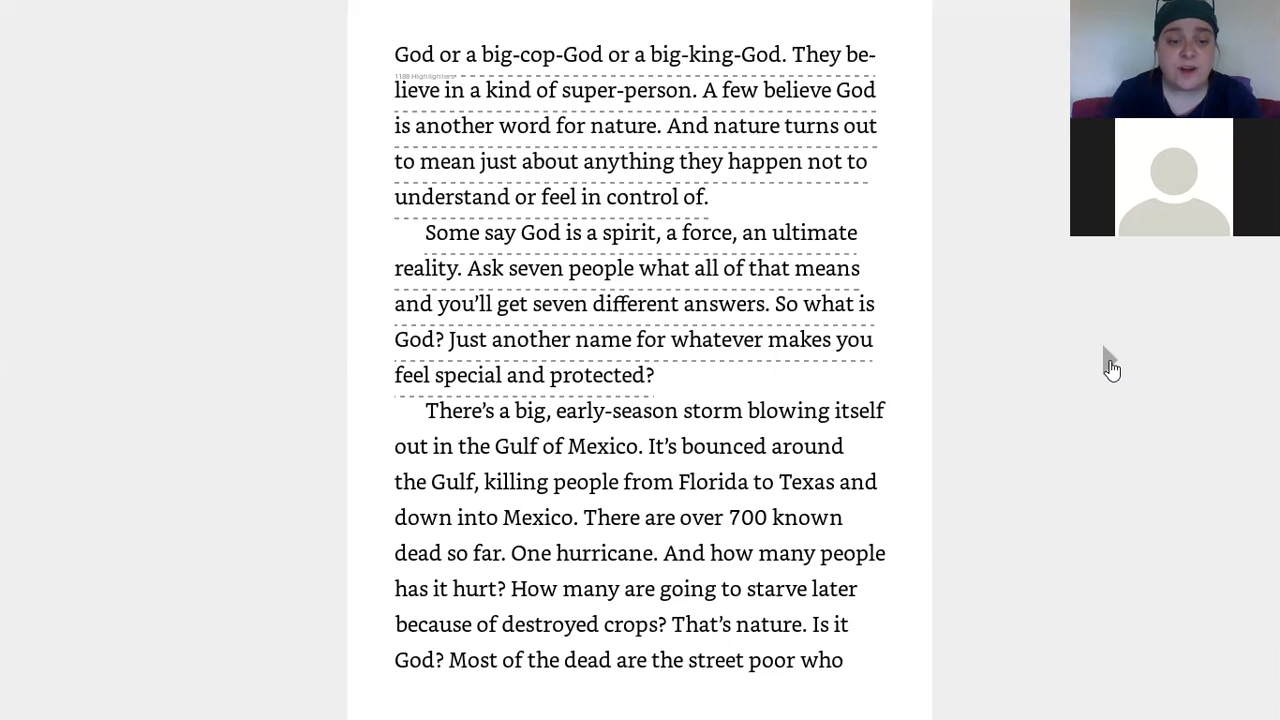 God or a big-cop-God or a big-king-God. They be-
1188 Highlighters
lieve in a kind of super-person. A few believe God
is another word for nature. And nature turns out
to mean just about anything they happen not to
understand or feel in control of.
Some say God is a spirit, a force, an ultimate
reality. Ask seven people what all of that means
and you'll get seven different answers. So what is
God? Just another name for whatever makes you
feel special and protected?
There's a big, early-season storm blowing itself
out in the Gulf of Mexico. It's bounced around
the Gulf, killing people from Florida to Texas and
down into Mexico. There are over 700 known
dead so far. One hurricane. And how many people
has it hurt? How many are going to starve later
because of destroyed crops? That's nature. Is it
God? Most of the dead are the street poor who